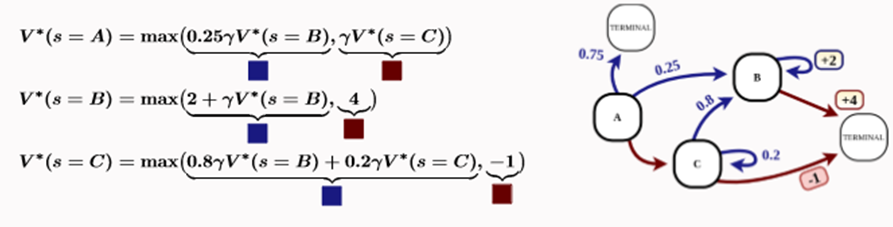 V*(s = A) = max(0.25γV*(s = B), γV*(s = C))
V*(s = B) = max(2 + γV*(s = B), 4 )
V*(s = C) = max(0.8γV*(s = B) + 0.2γV*(s = C), −1)
TERMINAL
0.75
0.25
B
+2
0.8
A
+4
TERMINAL
C
0.2
-1